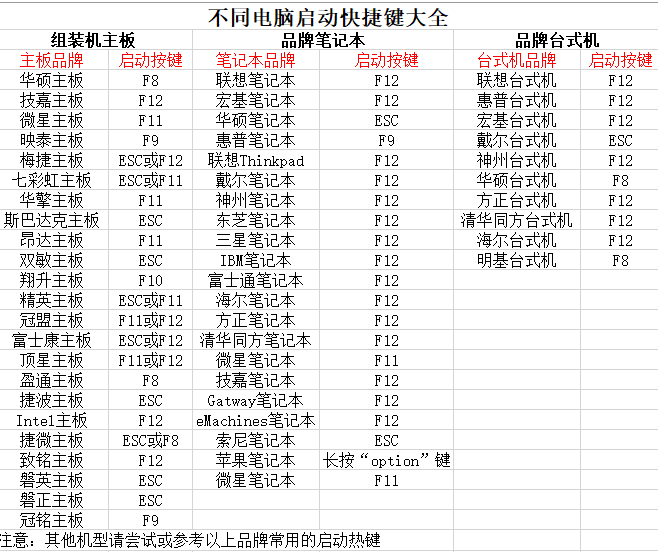 不同电脑启动快捷键大全
组装机主板 品牌笔记本 品牌台式机
主板品牌 启动按键 笔记本品牌 启动按键 台式机品牌 启动按键
华硕主板 F8 联想笔记本 F12 联想台式机 F12
技嘉主板 F12 宏基笔记本 F12 惠普台式机 F12
微星主板 F11 华硕笔记本 ESC 宏基台式机 F12
映泰主板 F9 惠普笔记本 F9 戴尔台式机 ESC
梅捷主板 ESC或F12 联想Thinkpad F12 神州台式机 F12
七彩虹主板 ESC或F11 戴尔笔记本 F12 华硕台式机 F8
华擎主板 F11 神州笔记本 F12 方正台式机 F12
斯巴达克主板 ESC 东芝笔记本 F12 清华同方台式机 F12
昂达主板 F11 三星笔记本 F12 海尔台式机 F12
双敏主板 ESC IBM笔记本 F12 明基台式机 F8
翔升主板 F10 富士通笔记本 F12
精英主板 ESC或F11 海尔笔记本 F12
冠盟主板 F11或F12 方正笔记本 F12
富士康主板 ESC或F12 清华同方笔记本 F12
顶星主板 F11或F12 微星笔记本 F11
盈通主板 F8 技嘉笔记本 F12
捷波主板 ESC Gatway笔记本 F12
Intel主板 F12 eMachines笔记本 F12
捷微主板 ESC或F8 索尼笔记本 ESC
致铭主板 F12 苹果笔记本 长按“option”键
磐英主板 ESC 微星笔记本 F11
磐正主板 ESC
冠铭主板 F9
注意：其他机型请尝试或参考以上品牌常用的启动热键